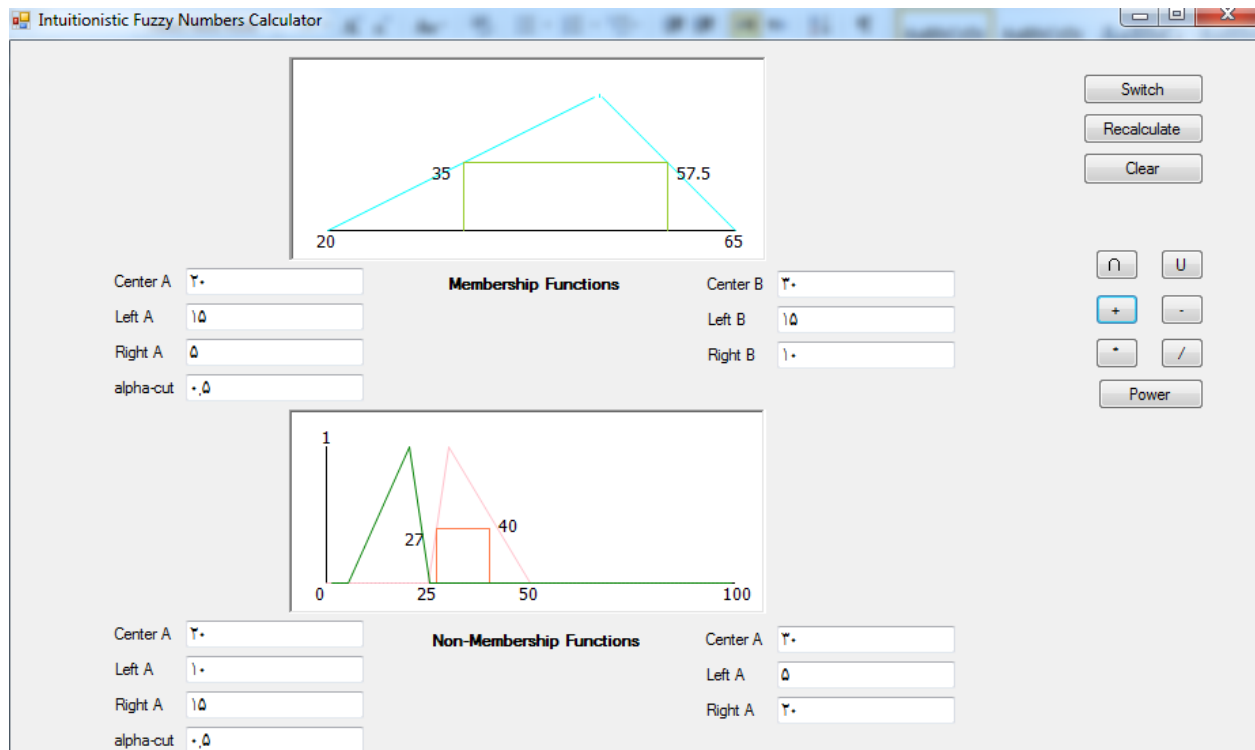 Intuitionistic Fuzzy Numbers Calculator
35 57.5
20 65
Switch
Recalculate
Clear
Center A ۲۰
Left A ۱۵
Right A ۵
alpha-cut ۰,۵
Membership Functions
Center B ۳۰
Left B ۱۵
Right B ۱۰
∩ U
+ -
* /
Power
1
27 40
0 25 50 100
Center A ۲۰
Left A ۱۰
Right A ۱۵
alpha-cut ۰,۵
Non-Membership Functions
Center A ۳۰
Left A ۵
Right A ۲۰